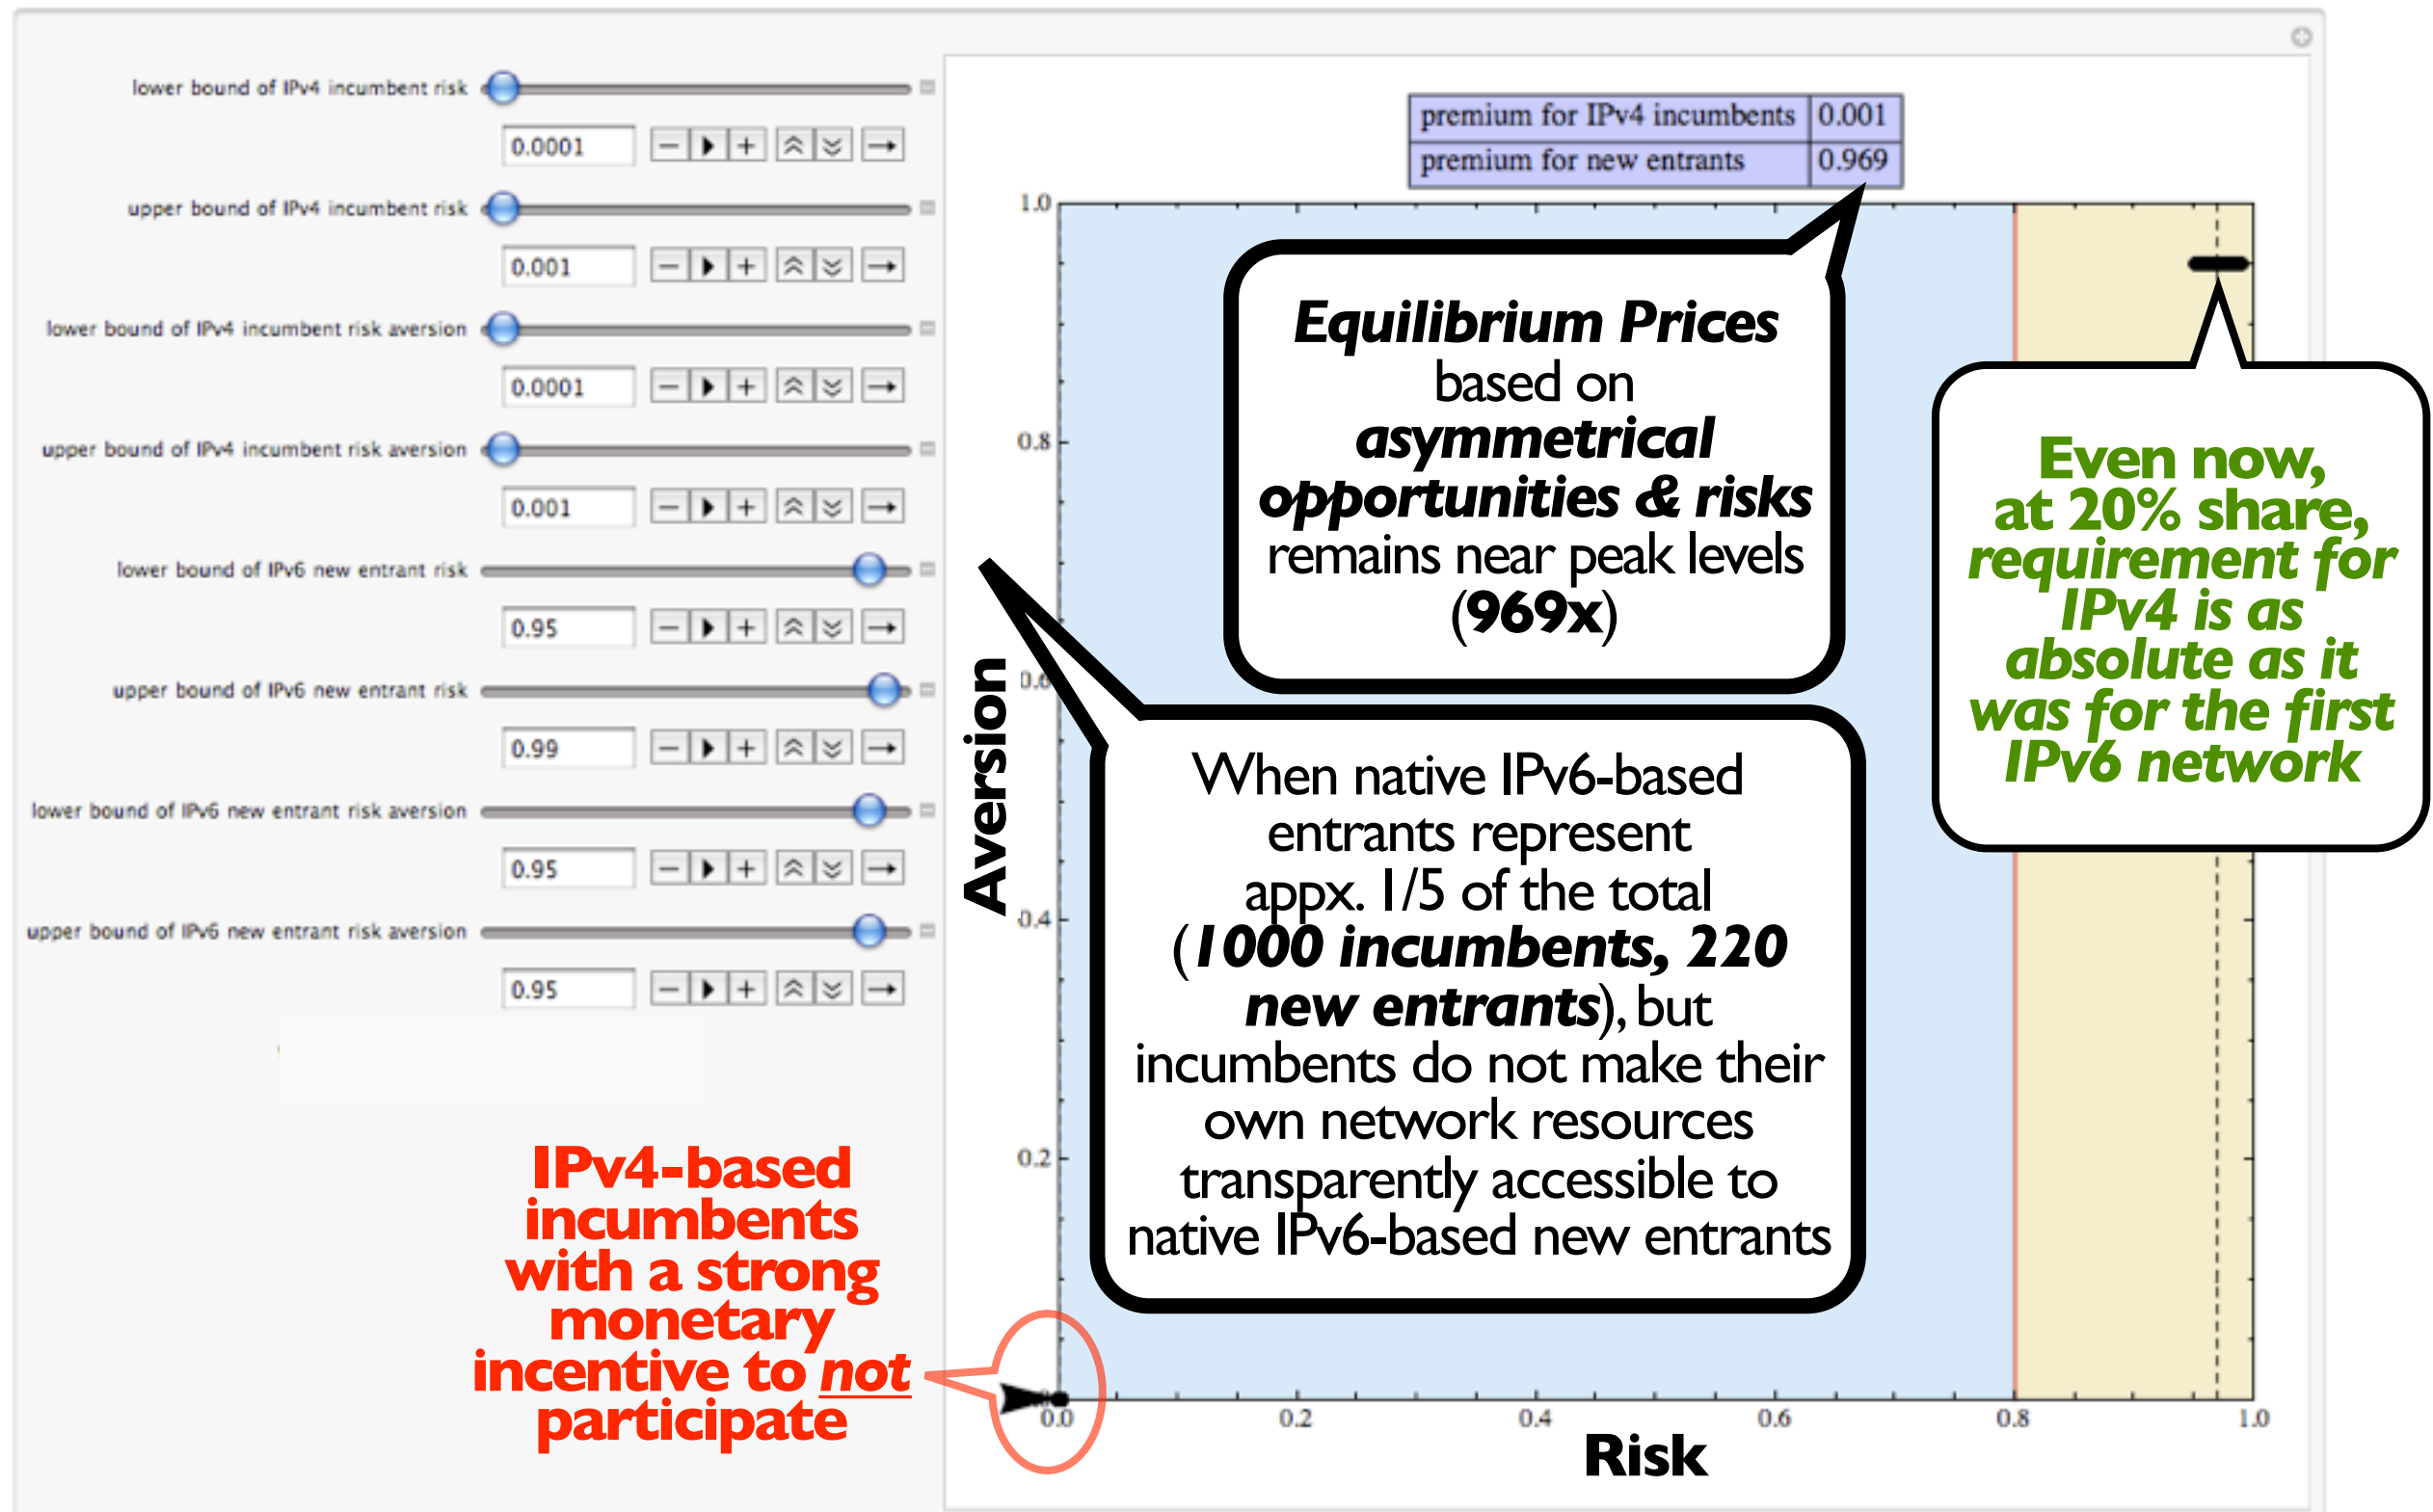 lower bound of IPv4 incumbent risk
0.0001
upper bound of IPv4 incumbent risk
0.001
lower bound of IPv4 incumbent risk aversion
0.0001
upper bound of IPv4 incumbent risk aversion
0.001
lower bound of IPv6 new entrant risk
0.95
upper bound of IPv6 new entrant risk
0.99
lower bound of IPv6 new entrant risk aversion
0.95
upper bound of IPv6 new entrant risk aversion
0.95
IPv4-based
incumbents
with a strong
monetary
incentive to not
participate
premium for IPv4 incumbents 0.001
premium for new entrants 0.969
1.0
0.8
0.6
0.4
0.2
Aversion
Equilibrium Prices
based on
asymmetrical
opportunities & risks
remains near peak levels
(969x)
When native IPv6-based
entrants represent
appx. 1/5 of the total
(1000 incumbents, 220
new entrants), but
incumbents do not make their
own network resources
transparently accessible to
native IPv6-based new entrants
Even now,
at 20% share,
requirement for
IPv4 is as
absolute as it
was for the first
IPv6 network
0.0 0.2 0.4 0.6 0.8 1.0
Risk